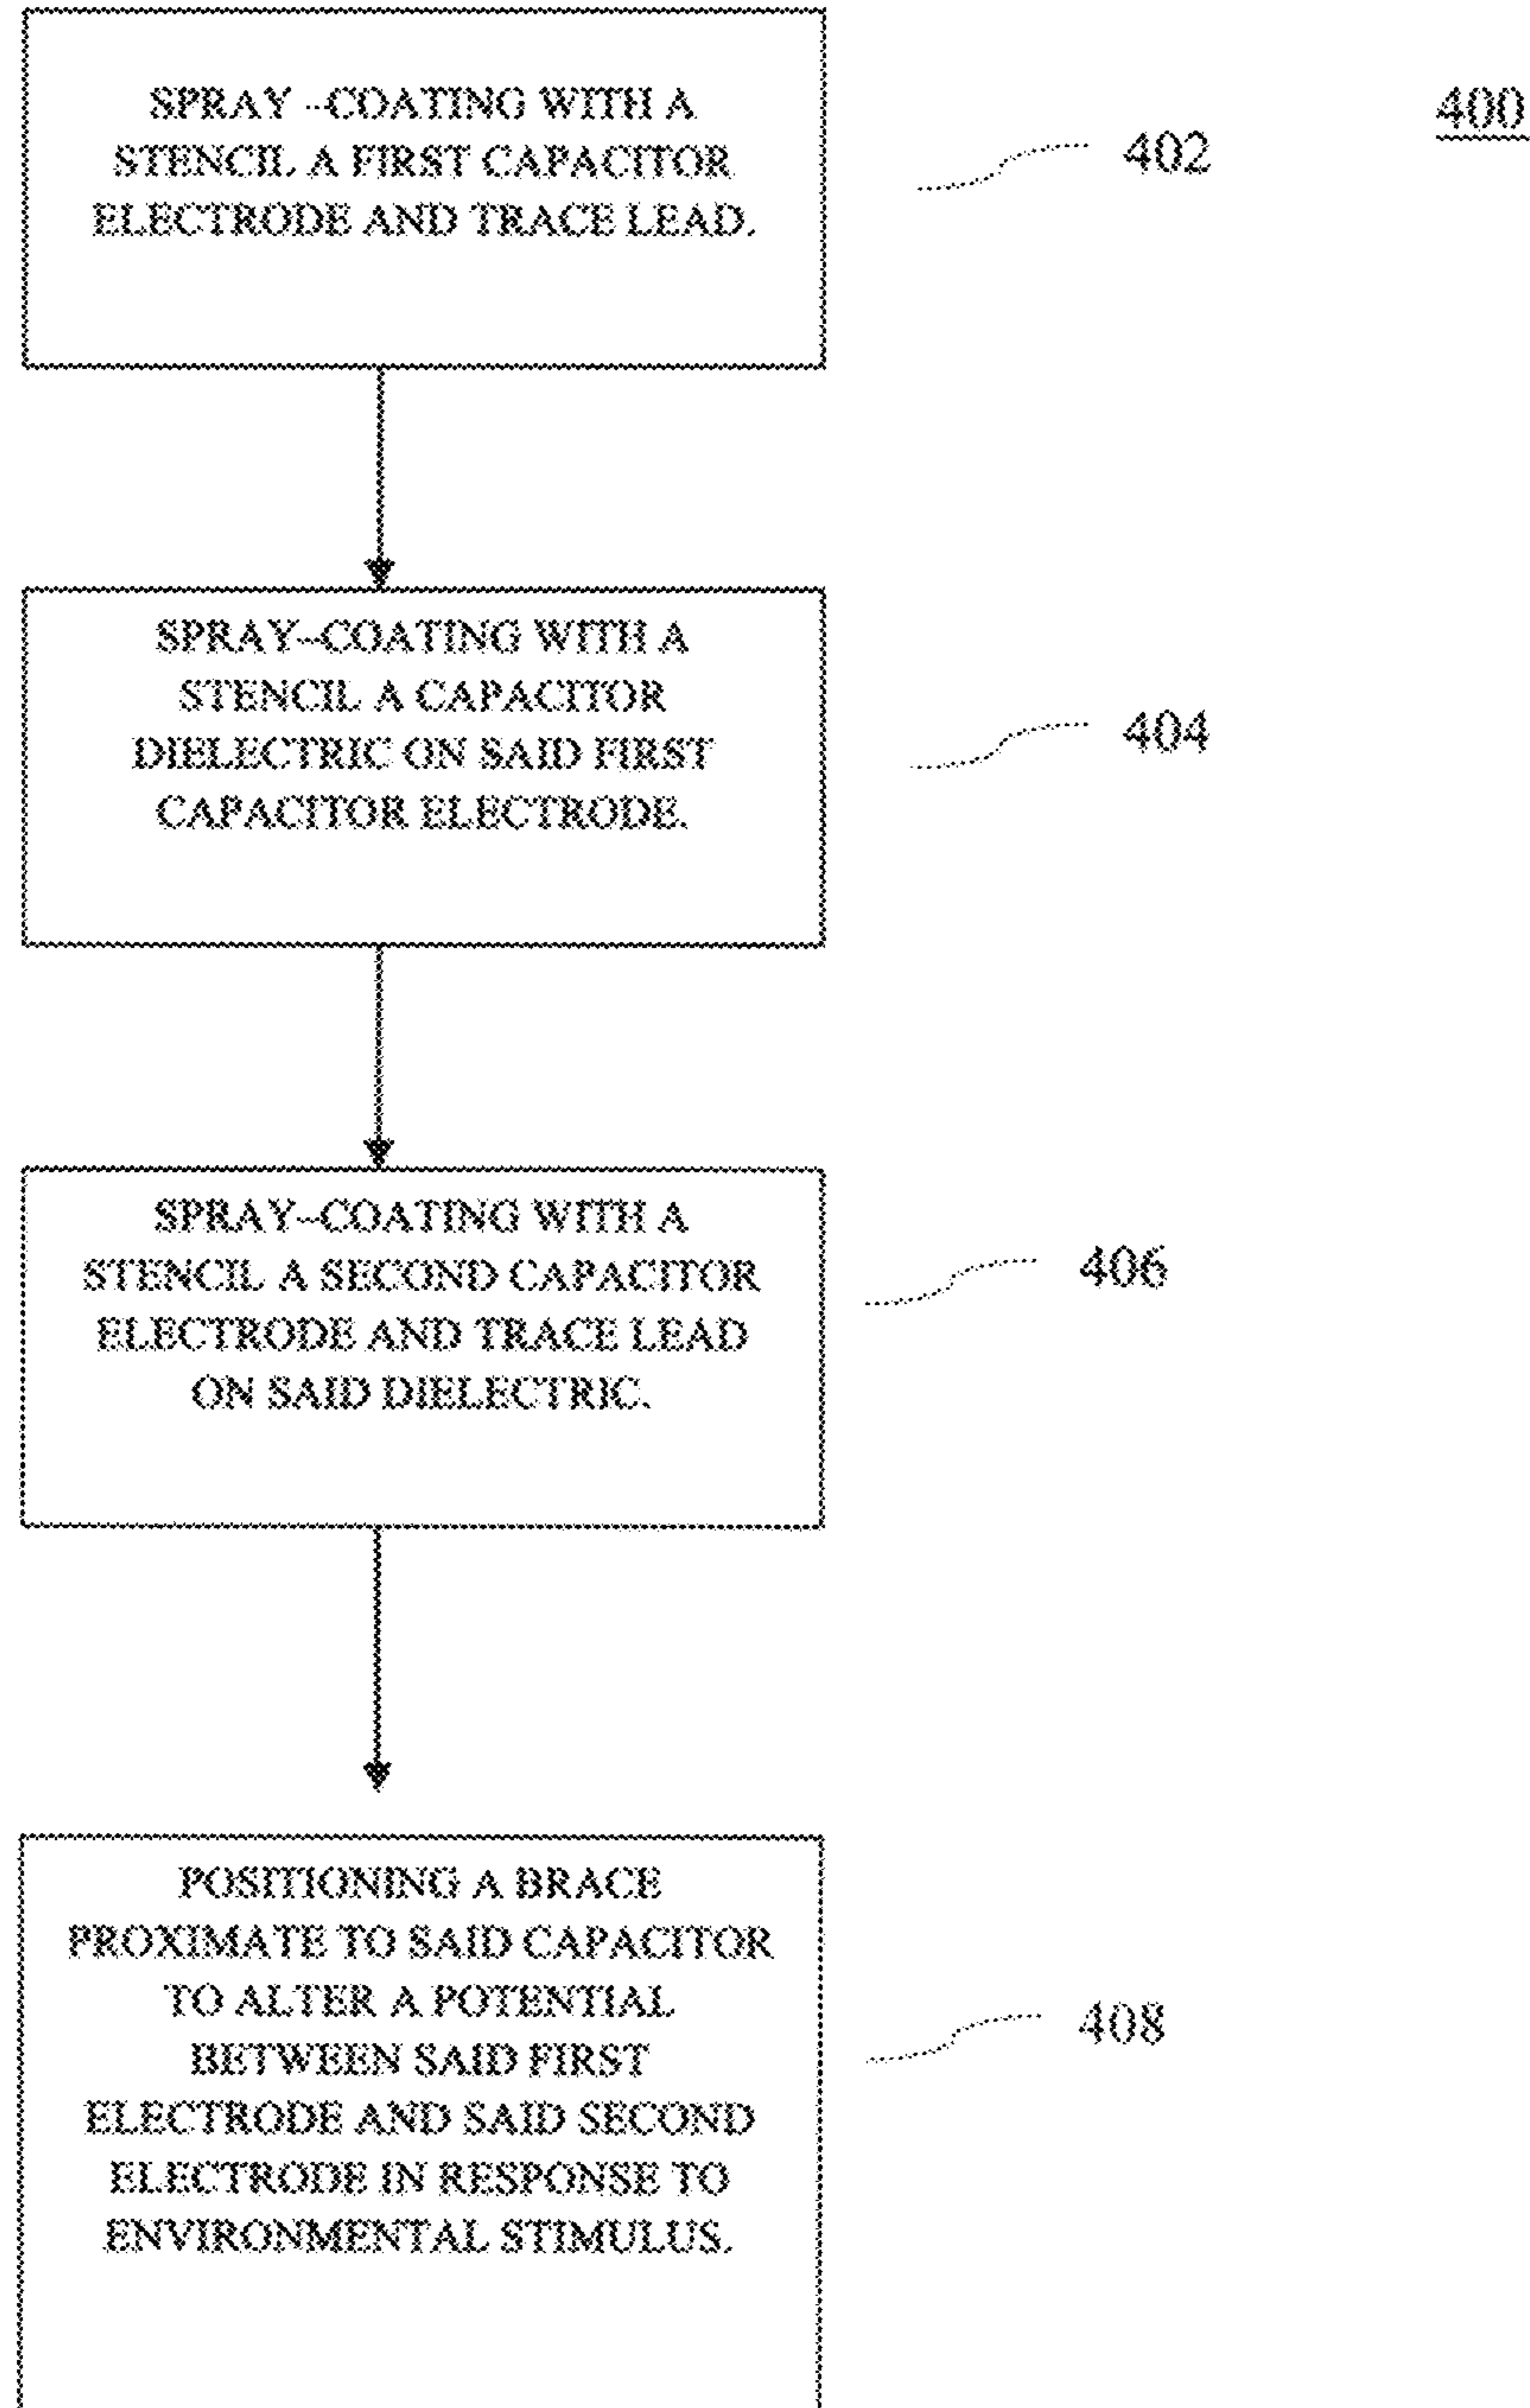 400
SPRAY -COATING WITH A
STENCIL A FIRST CAPACITOR
ELECTRODE AND TRACE LEAD.
402
SPRAY-COATING WITH A
STENCIL A CAPACITOR
DIELECTRIC ON SAID FIRST
CAPACITOR ELECTRODE.
404
SPRAY-COATING WITH A
STENCIL A SECOND CAPACITOR
ELECTRODE AND TRACE LEAD
ON SAID DIELECTRIC.
406
POSITIONING A BRACE
PROXIMATE TO SAID CAPACITOR
TO ALTER A POTENTIAL
BETWEEN SAID FIRST
ELECTRODE AND SAID SECOND
ELECTRODE IN RESPONSE TO
ENVIRONMENTAL STIMULUS.
408